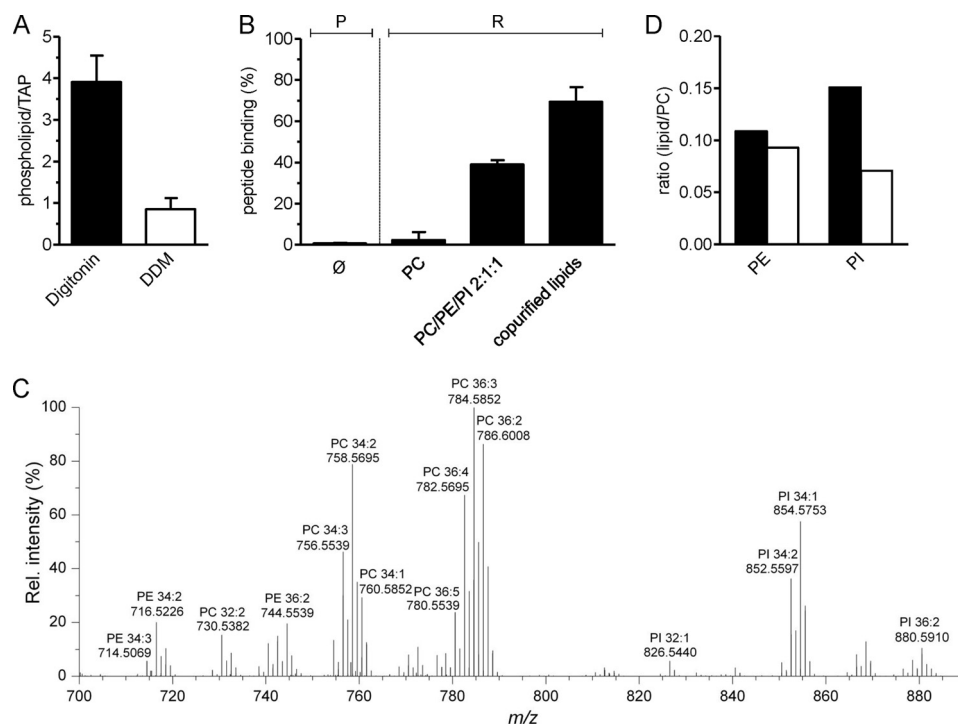 A
phospholipid/TAP
5
4
3
2
1
0
Digitonin
DDM
B
P
R
peptide binding (%)
100
80
60
40
20
0
Ø
PC
PC/PE/PI 2:1:1
copurified lipids
D
ratio (lipid/PC)
0.20
0.15
0.10
0.05
0.00
PE
PI
C
Rel. intensity (%)
100
80
60
40
20
0
PE 34:3
714.5069
PE 34:2
716.5226
PC 32:2
730.5382
PE 36:2
744.5539
PC 34:3
756.5539
PC 34:2
758.5695
PC 34:1
760.5852
PC 36:5
780.5539
PC 36:4
782.5695
PC 36:3
784.5852
PC 36:2
786.6008
PI 32:1
826.5440
PI 34:2
852.5597
PI 34:1
854.5753
PI 36:2
880.5910
700
720
740
760
780
800
820
840
860
880
m/z